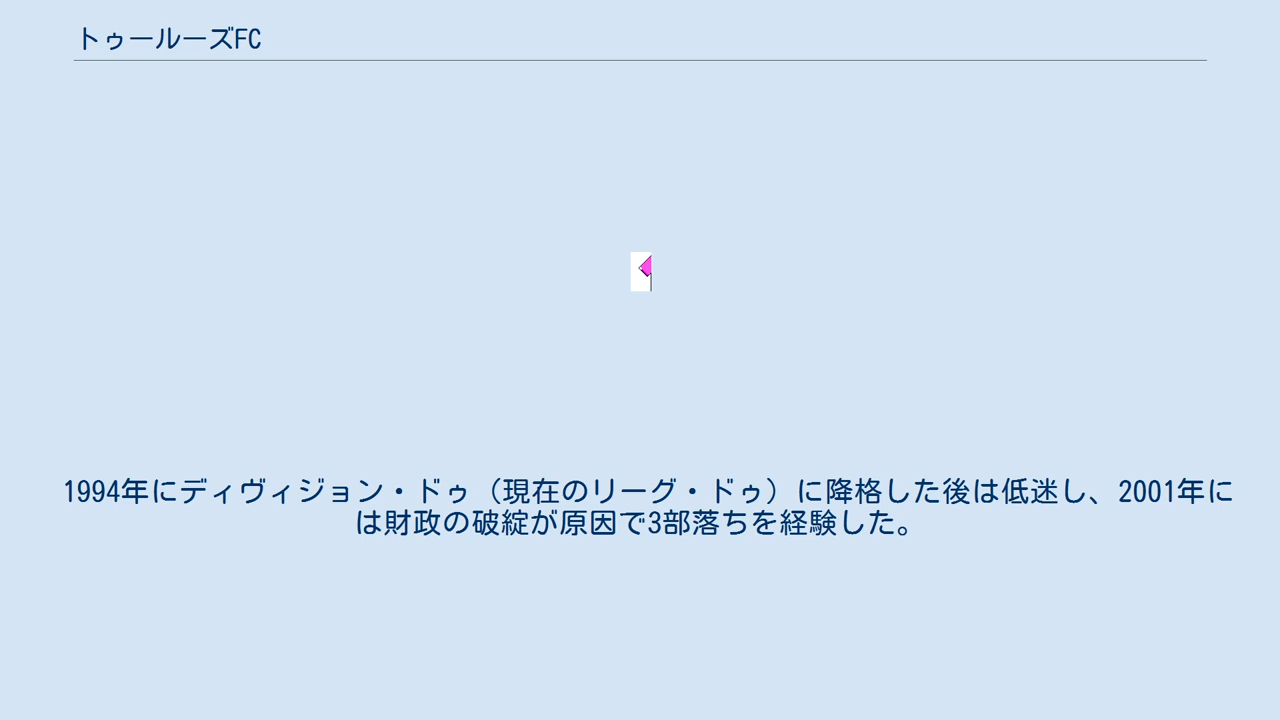 トゥールーズFC
1994年にディヴィジョン・ドゥ（現在のリーグ・ドゥ）に降格した後は低迷し、2001年に
は財政の破綻が原因で3部落ちを経験した。